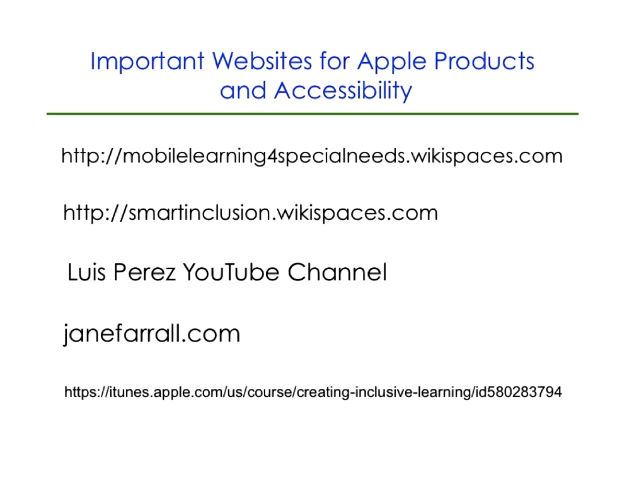 Important Websites for Apple Products
and Accessibility
http://mobilelearning4specialneeds.wikispaces.com
http://smartinclusion.wikispaces.com
Luis Perez YouTube Channel
janefarrall.com
https://itunes.apple.com/us/course/creating-inclusive-learning/id580283794